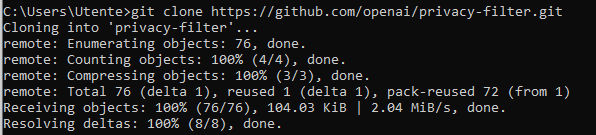 C:\Users\Utente>git clone https://github.com/openai/privacy-filter.git
Cloning into 'privacy-filter'...
remote: Enumerating objects: 76, done.
remote: Counting objects: 100% (4/4), done.
remote: Compressing objects: 100% (3/3), done.
remote: Total 76 (delta 1), reused 1 (delta 1), pack-reused 72 (from 1)
Receiving objects: 100% (76/76), 104.03 KiB | 2.04 MiB/s, done.
Resolving deltas: 100% (8/8), done.